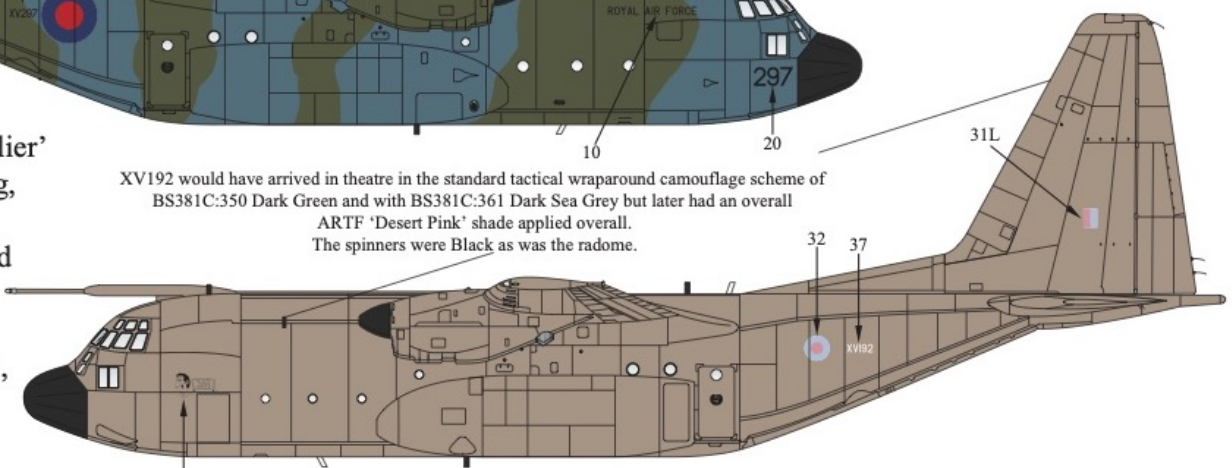 XV297
ROYAL AIR FORCE
297
lier’
g,
10
20
31L
XV192 would have arrived in theatre in the standard tactical wraparound camouflage scheme of
BS381C:350 Dark Green and with BS381C:361 Dark Sea Grey but later had an overall
ARTF ‘Desert Pink’ shade applied overall.
The spinners were Black as was the radome.
d
32
37
XV192
,